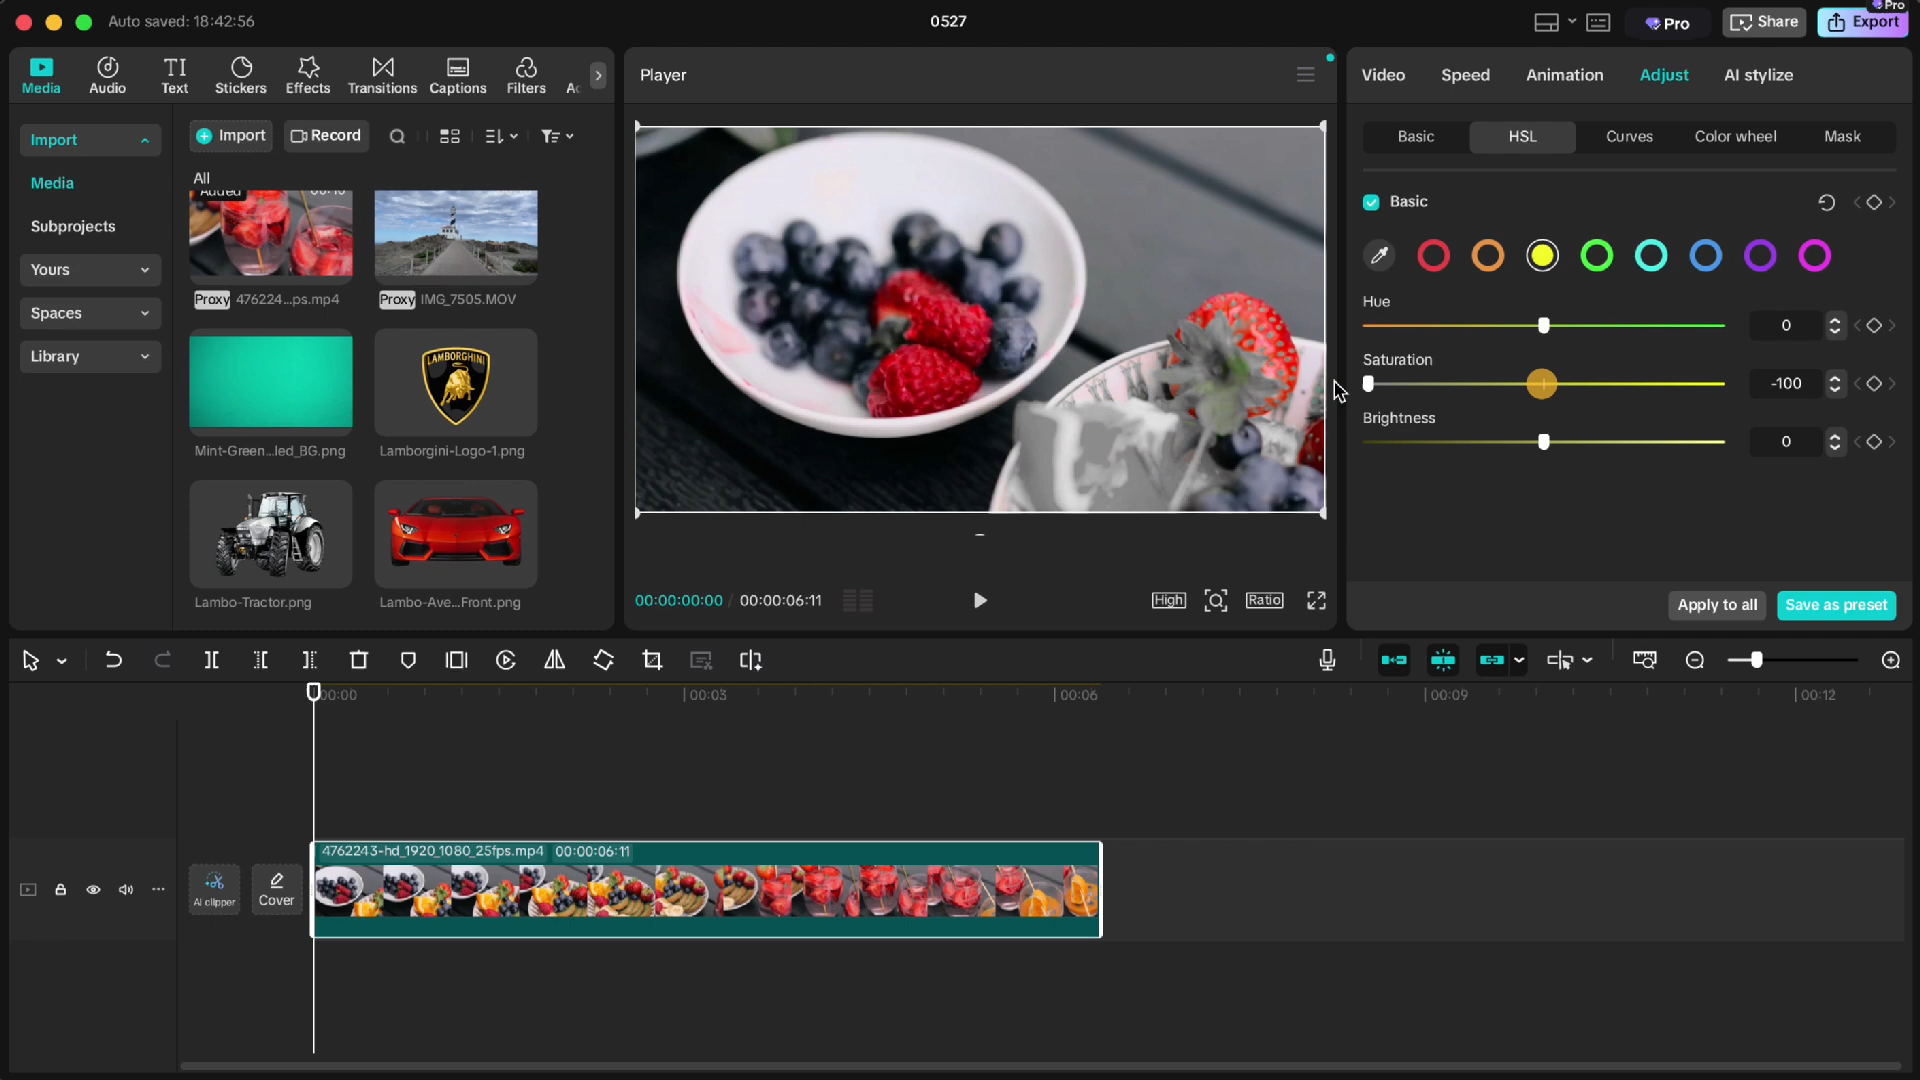 Auto saved: 18:42:56
0527
Pro
Share
Pro
Export
Media
Audio
Text
Stickers
Effects
Transitions
Captions
Filters
Player
Video
Speed
Animation
Adjust
AI stylize
Import
Media
Subprojects
Yours
Spaces
Library
Import
Record
All
Added
Proxy 476224...ps.mp4
Proxy IMG_7505.MOV
LAMBORGHINI
Mint-Green...led_BG.png
Lamborgini-Logo-1.png
Lambo-Tractor.png
Lambo-Ave...Front.png
00:00:00:00 / 00:00:06:11
High
Ratio
Basic
HSL
Curves
Color wheel
Mask
Basic
Hue
0
Saturation
-100
Brightness
0
Apply to all
Save as preset
00:00
00:03
00:06
00:09
00:12
AI clipper
Cover
4762243-hd_1920_1080_25fps.mp4 00:00:06:11